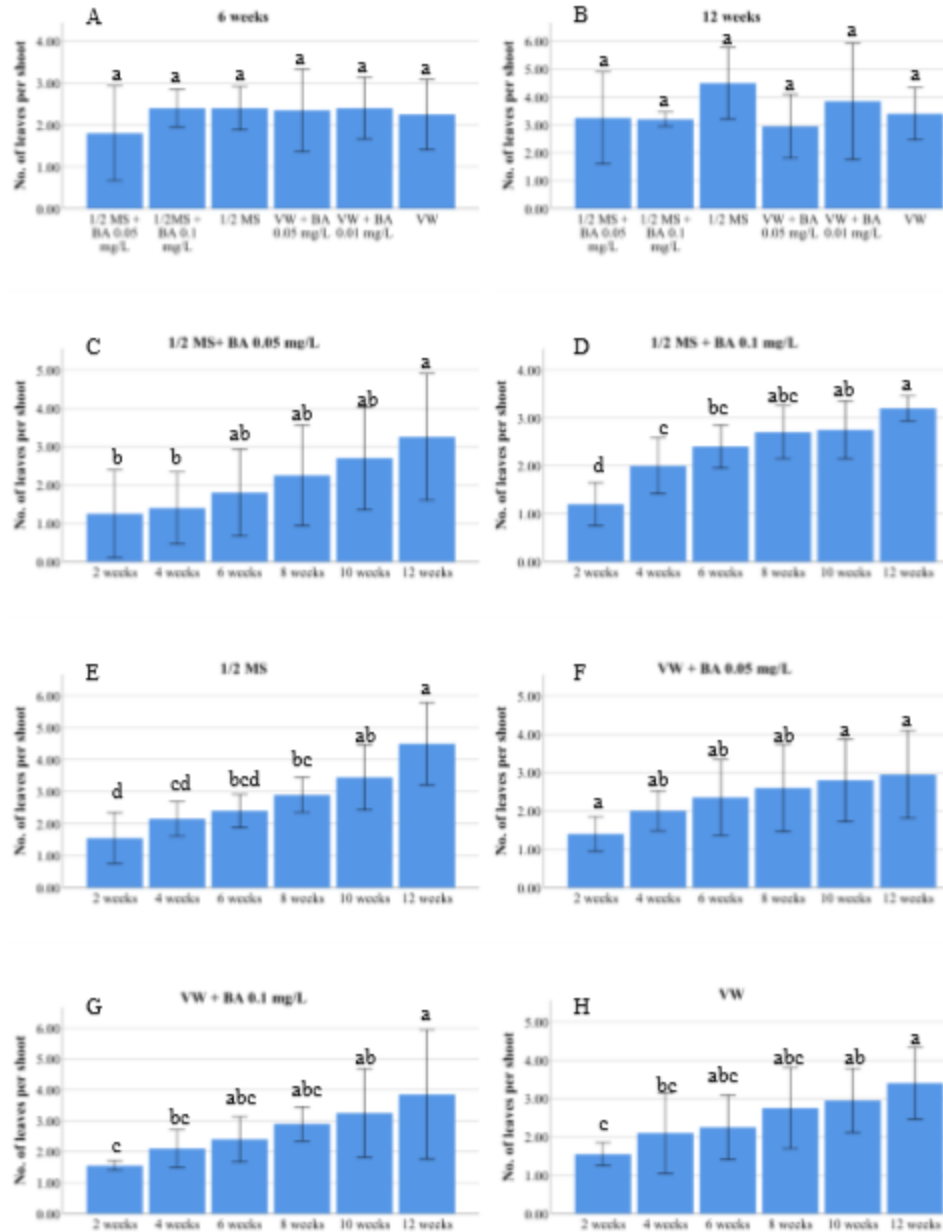 A
6 weeks
a a a a a a
No. of leaves per shoot
4.00
3.00
2.00
1.00
0.00
1/2 MS + BA 0.05 mg/L
1/2MS + BA 0.1 mg/L
1/2 MS
VW + BA 0.05 mg/L
VW + BA 0.01 mg/L
VW
B
12 weeks
a a a a a a
No. of leaves per shoot
6.00
5.00
4.00
3.00
2.00
1.00
0.00
1/2 MS + BA 0.05 mg/L
1/2 MS + BA 0.1 mg/L
1/2 MS
VW + BA 0.05 mg/L
VW + BA 0.01 mg/L
VW
C
1/2 MS+ BA 0.05 mg/L
b b ab ab ab a
No. of leaves per shoot
5.00
4.00
3.00
2.00
1.00
0.00
2 weeks 4 weeks 6 weeks 8 weeks 10 weeks 12 weeks
D
1/2 MS + BA 0.1 mg/L
d c bc abc ab a
No. of leaves per shoot
4.00
3.00
2.00
1.00
0.00
2 weeks 4 weeks 6 weeks 8 weeks 10 weeks 12 weeks
E
1/2 MS
d cd bcd bc ab a
No. of leaves per shoot
6.00
5.00
4.00
3.00
2.00
1.00
0.00
2 weeks 4 weeks 6 weeks 8 weeks 10 weeks 12 weeks
F
VW + BA 0.05 mg/L
a ab ab ab a a
No. of leaves per shoot
5.00
4.00
3.00
2.00
1.00
0.00
2 weeks 4 weeks 6 weeks 8 weeks 10 weeks 12 weeks
G
VW + BA 0.1 mg/L
c bc abc abc ab a
No. of leaves per shoot
6.00
5.00
4.00
3.00
2.00
1.00
0.00
2 weeks 4 weeks 6 weeks 8 weeks 10 weeks 12 weeks
H
VW
c bc abc abc ab a
No. of leaves per shoot
5.00
4.00
3.00
2.00
1.00
0.00
2 weeks 4 weeks 6 weeks 8 weeks 10 weeks 12 weeks